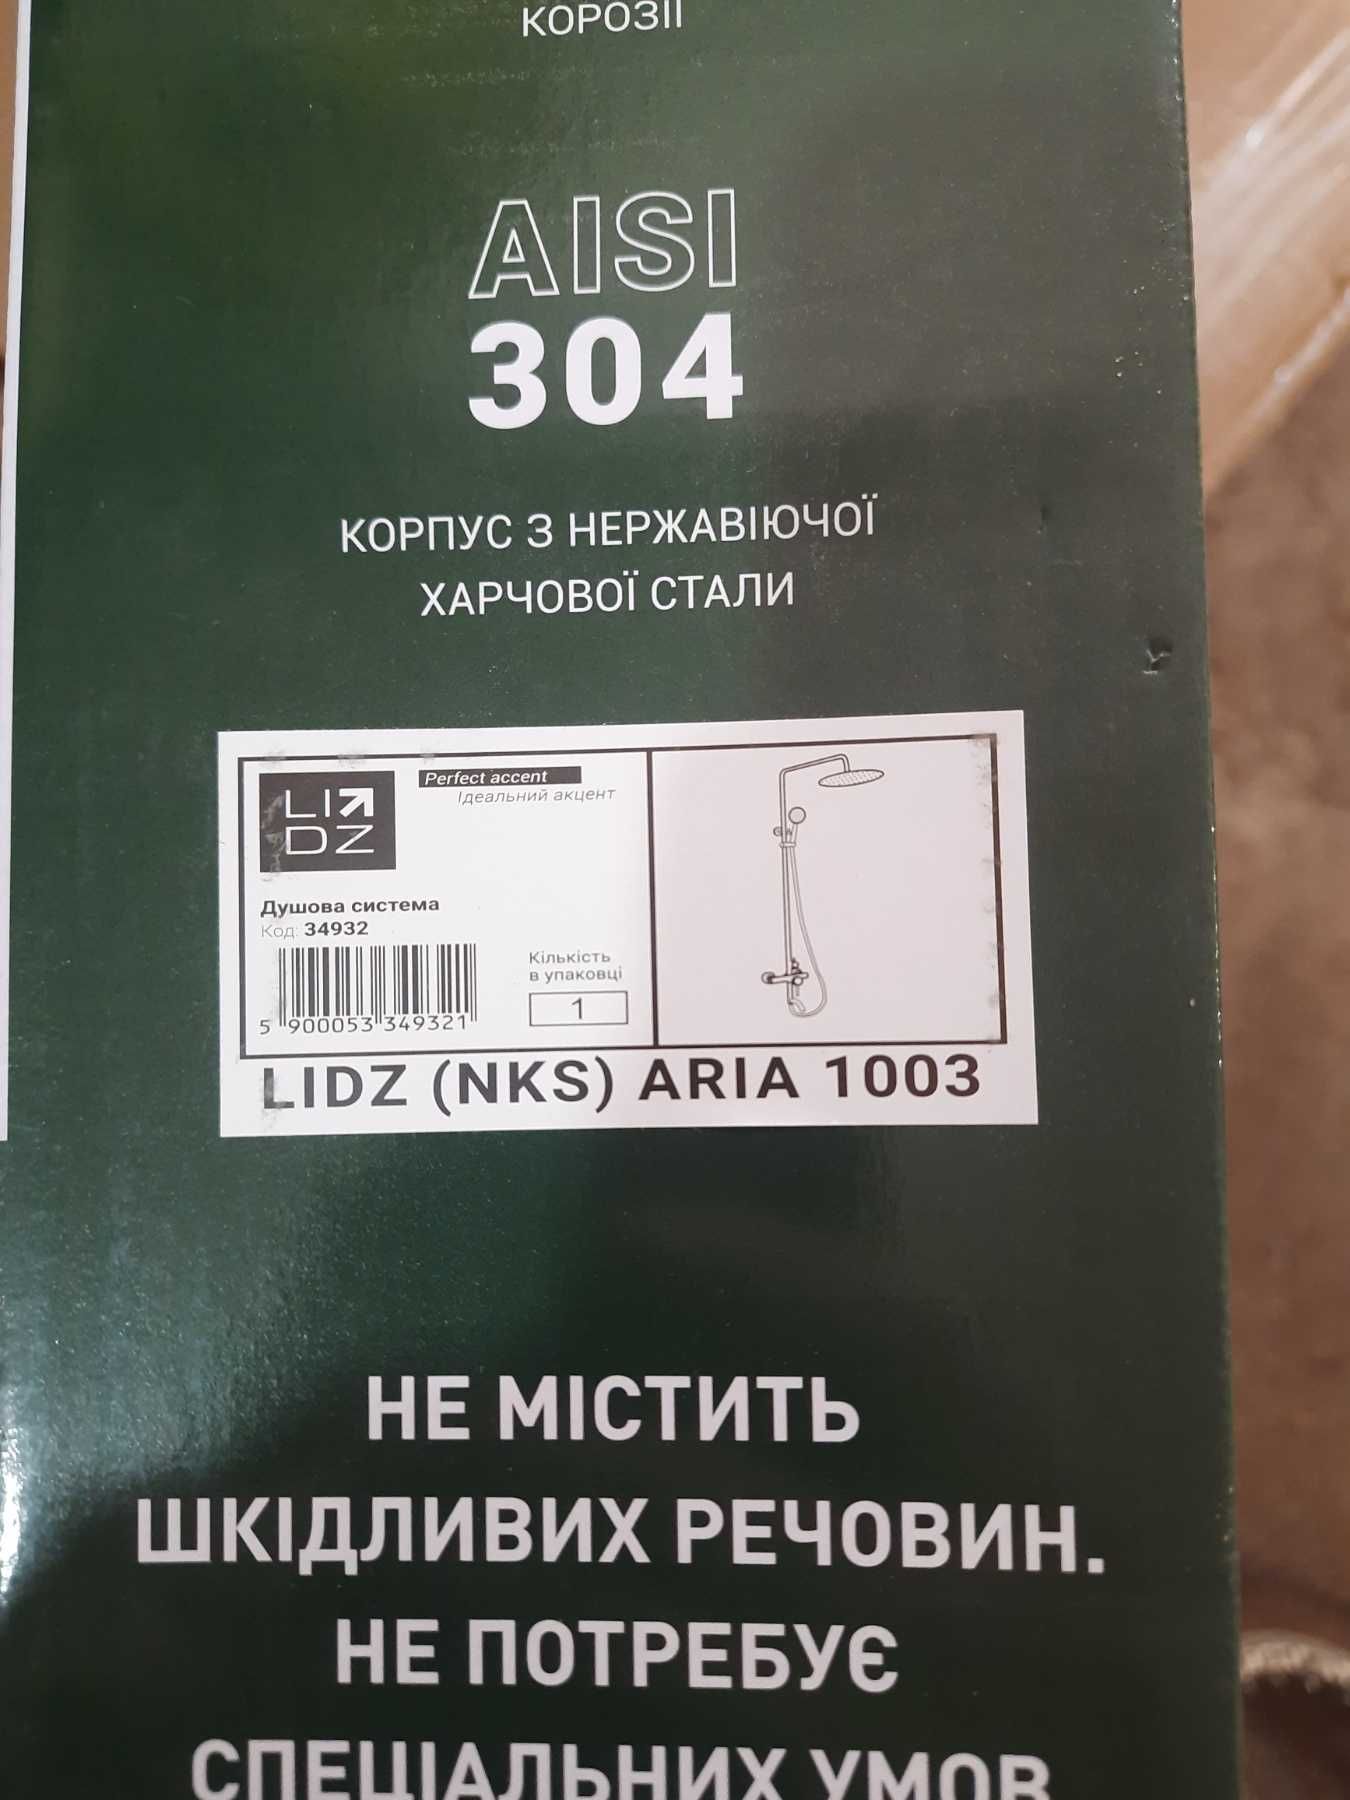 КОРОЗІЇ
AISI
304
КОРПУС З НЕРЖАВІЮЧОЇ
ХАРЧОВОЇ СТАЛИ
LI
DZ
Perfect accent
Ідеальний акцент
Душова система
Код: 34932
5 900053 349321
Кількість
в упаковці
1
LIDZ (NKS) ARIA 1003
НЕ МІСТИТЬ
ШКІДЛИВИХ РЕЧОВИН.
НЕ ПОТРЕБУЄ
СПЕЦІАЛЬНИХ УМОВ